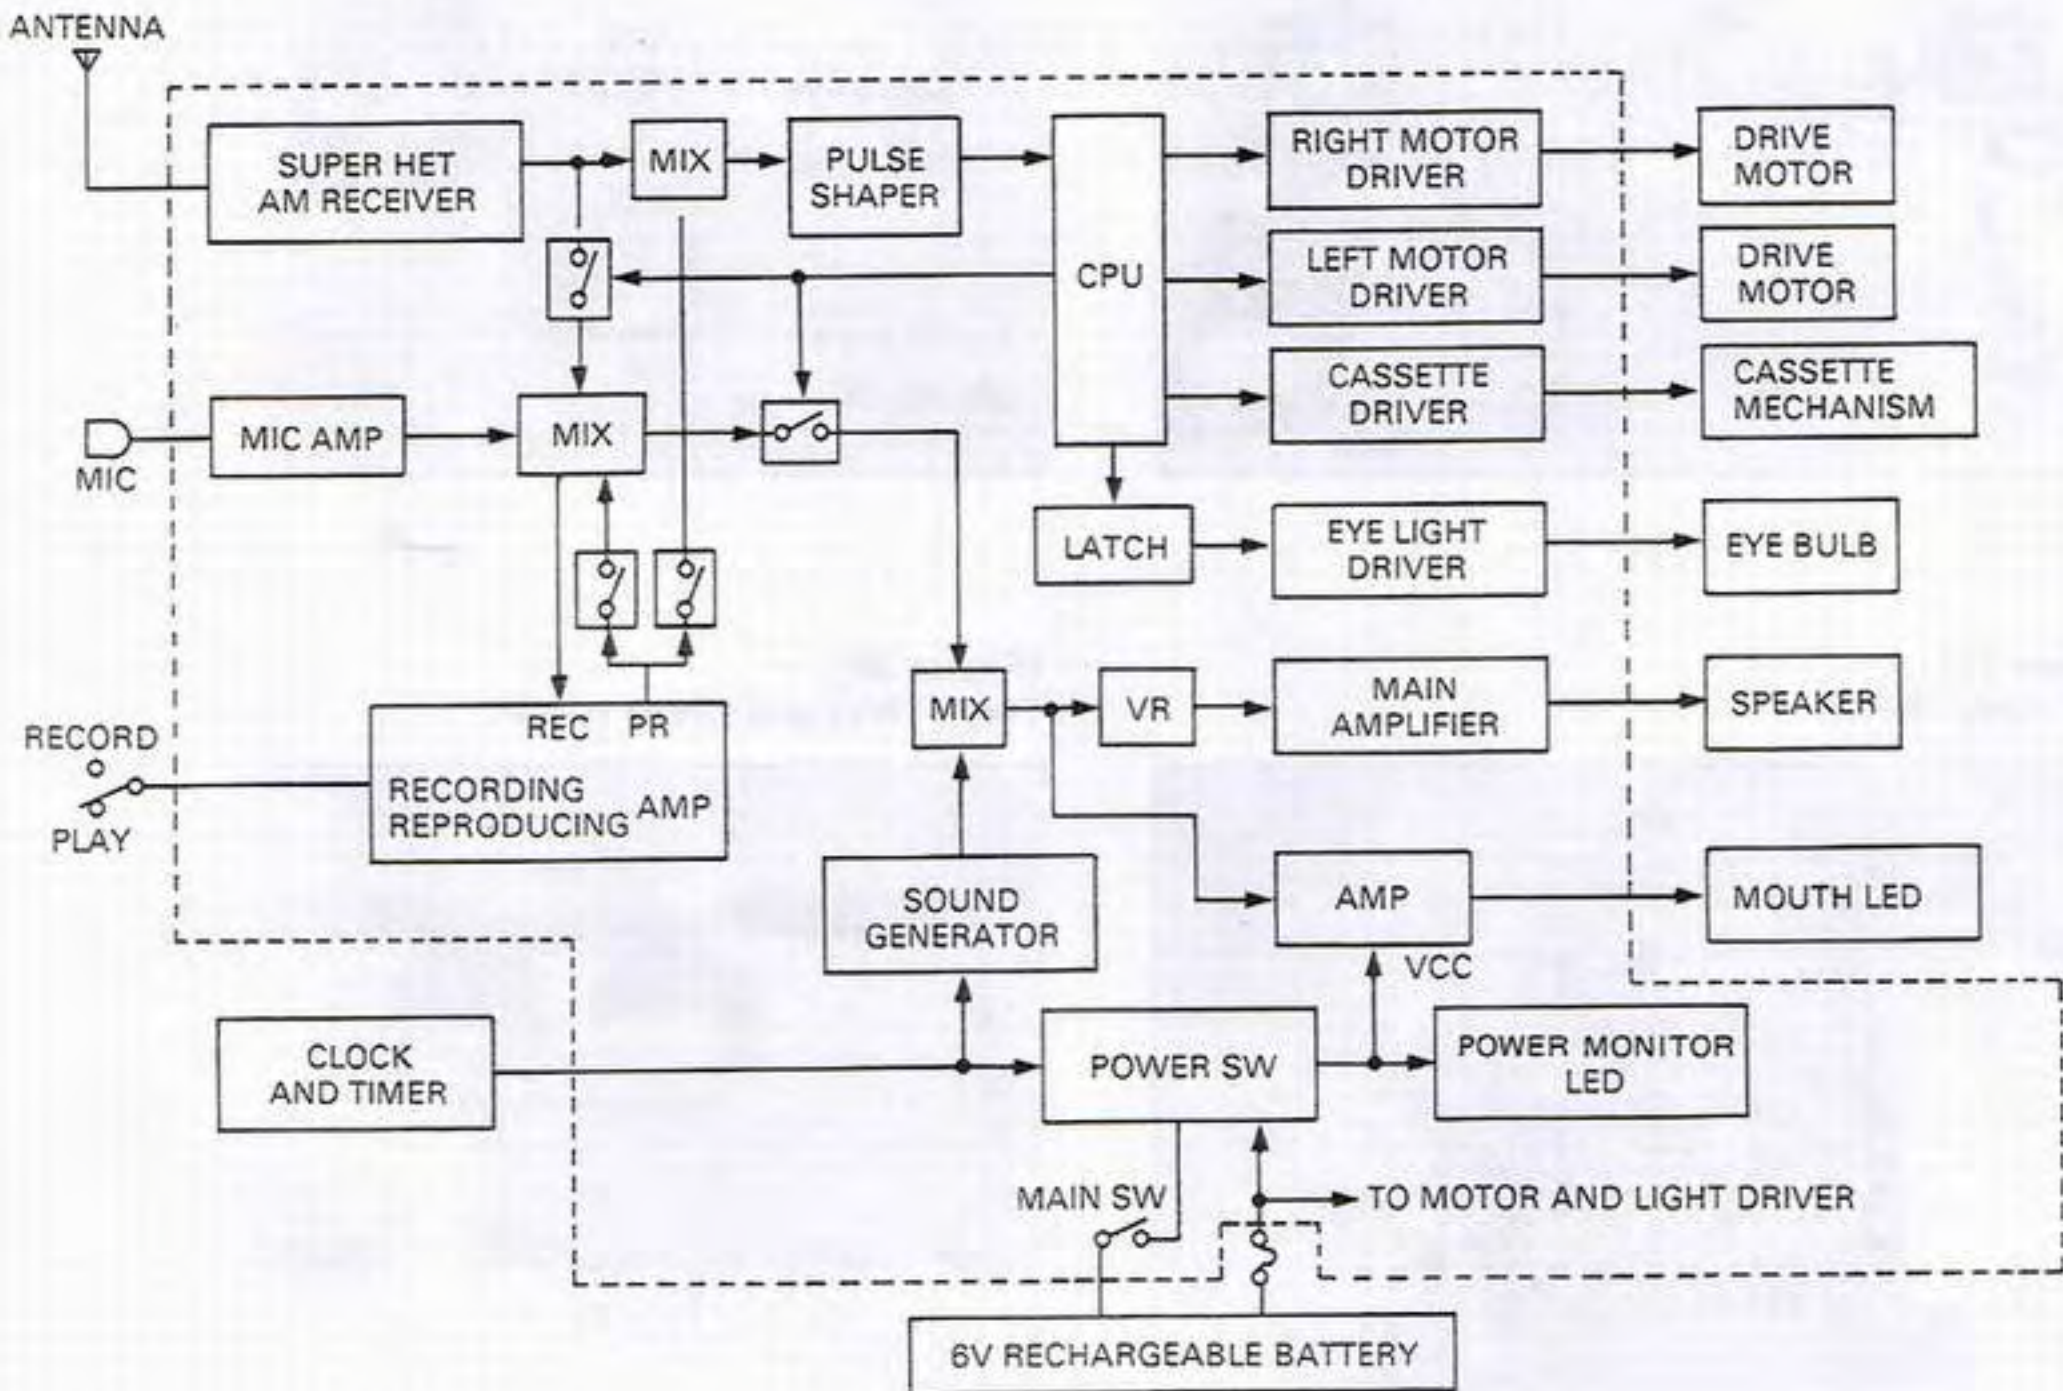 ANTENNA
SUPER HET
AM RECEIVER
MIX
PULSE
SHAPER
CPU
RIGHT MOTOR
DRIVER
DRIVE
MOTOR
LEFT MOTOR
DRIVER
DRIVE
MOTOR
CASSETTE
DRIVER
CASSETTE
MECHANISM
MIC
MIC AMP
MIX
LATCH
EYE LIGHT
DRIVER
EYE BULB
RECORD
PLAY
REC PR
RECORDING
REPRODUCING
AMP
MIX
VR
MAIN
AMPLIFIER
SPEAKER
SOUND
GENERATOR
AMP
MOUTH LED
VCC
CLOCK
AND TIMER
POWER SW
POWER MONITOR
LED
MAIN SW
TO MOTOR AND LIGHT DRIVER
6V RECHARGEABLE BATTERY